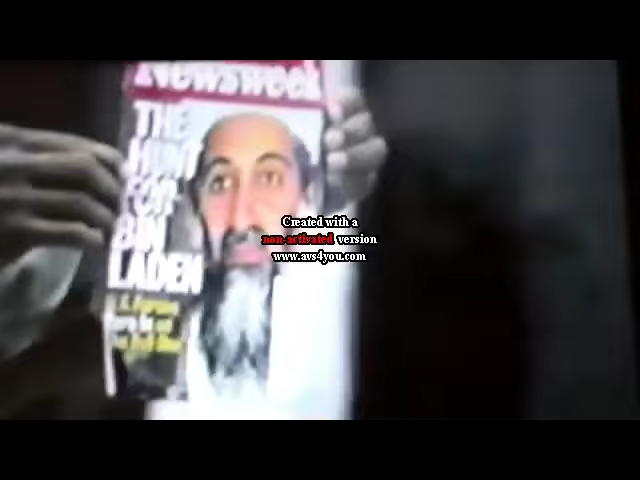 Newsweek
THE
HUNT
FOR
BIN
LADEN
Created with a
non-activated version
www.avs4you.com